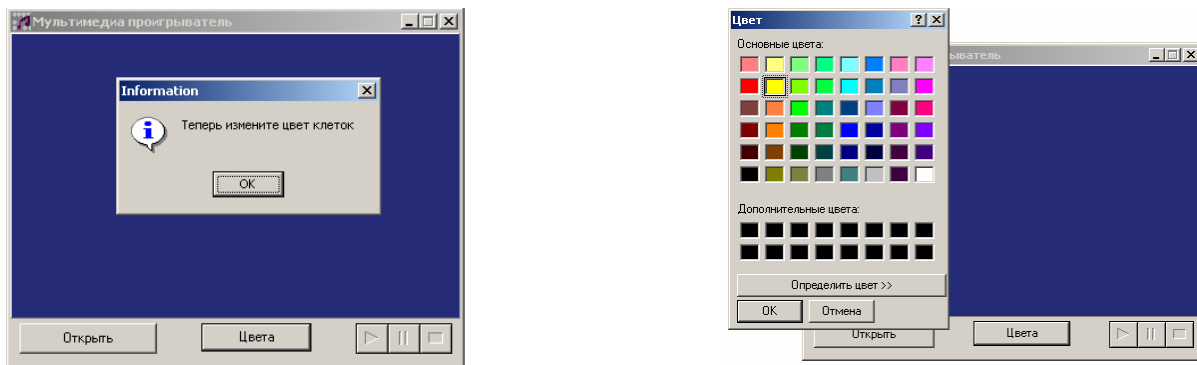 Мультимедиа проигрыватель
Information
Теперь измените цвет клеток
OK
Открыть
Цвета
Цвет
Основные цвета:
Дополнительные цвета:
Определить цвет >>
OK
Отмена
ыватель
Открыть
Цвета